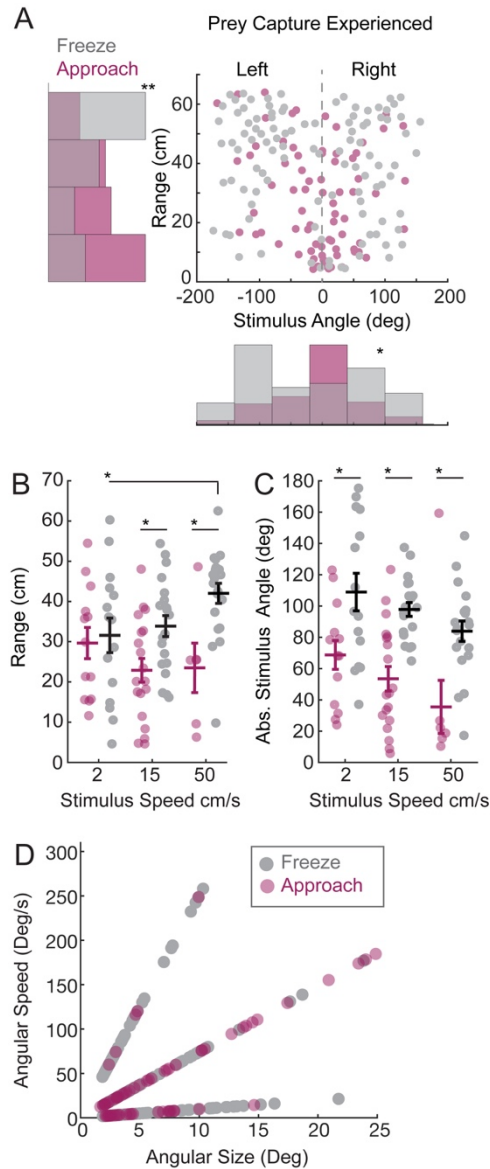 A
Prey Capture Experienced
Freeze
Approach
**
Left
Right
Range (cm)
60
40
20
0
-200
-100
0
100
200
Stimulus Angle (deg)
*
B
Range (cm)
70
60
50
40
30
20
10
0
*
*
*
2
15
50
Stimulus Speed cm/s
C
Abs. Stimulus Angle (deg)
180
160
140
120
100
80
60
40
20
0
*
*
*
2
15
50
Stimulus Speed cm/s
D
Angular Speed (Deg/s)
300
250
200
150
100
50
0
Freeze
Approach
0
5
10
15
20
25
Angular Size (Deg)